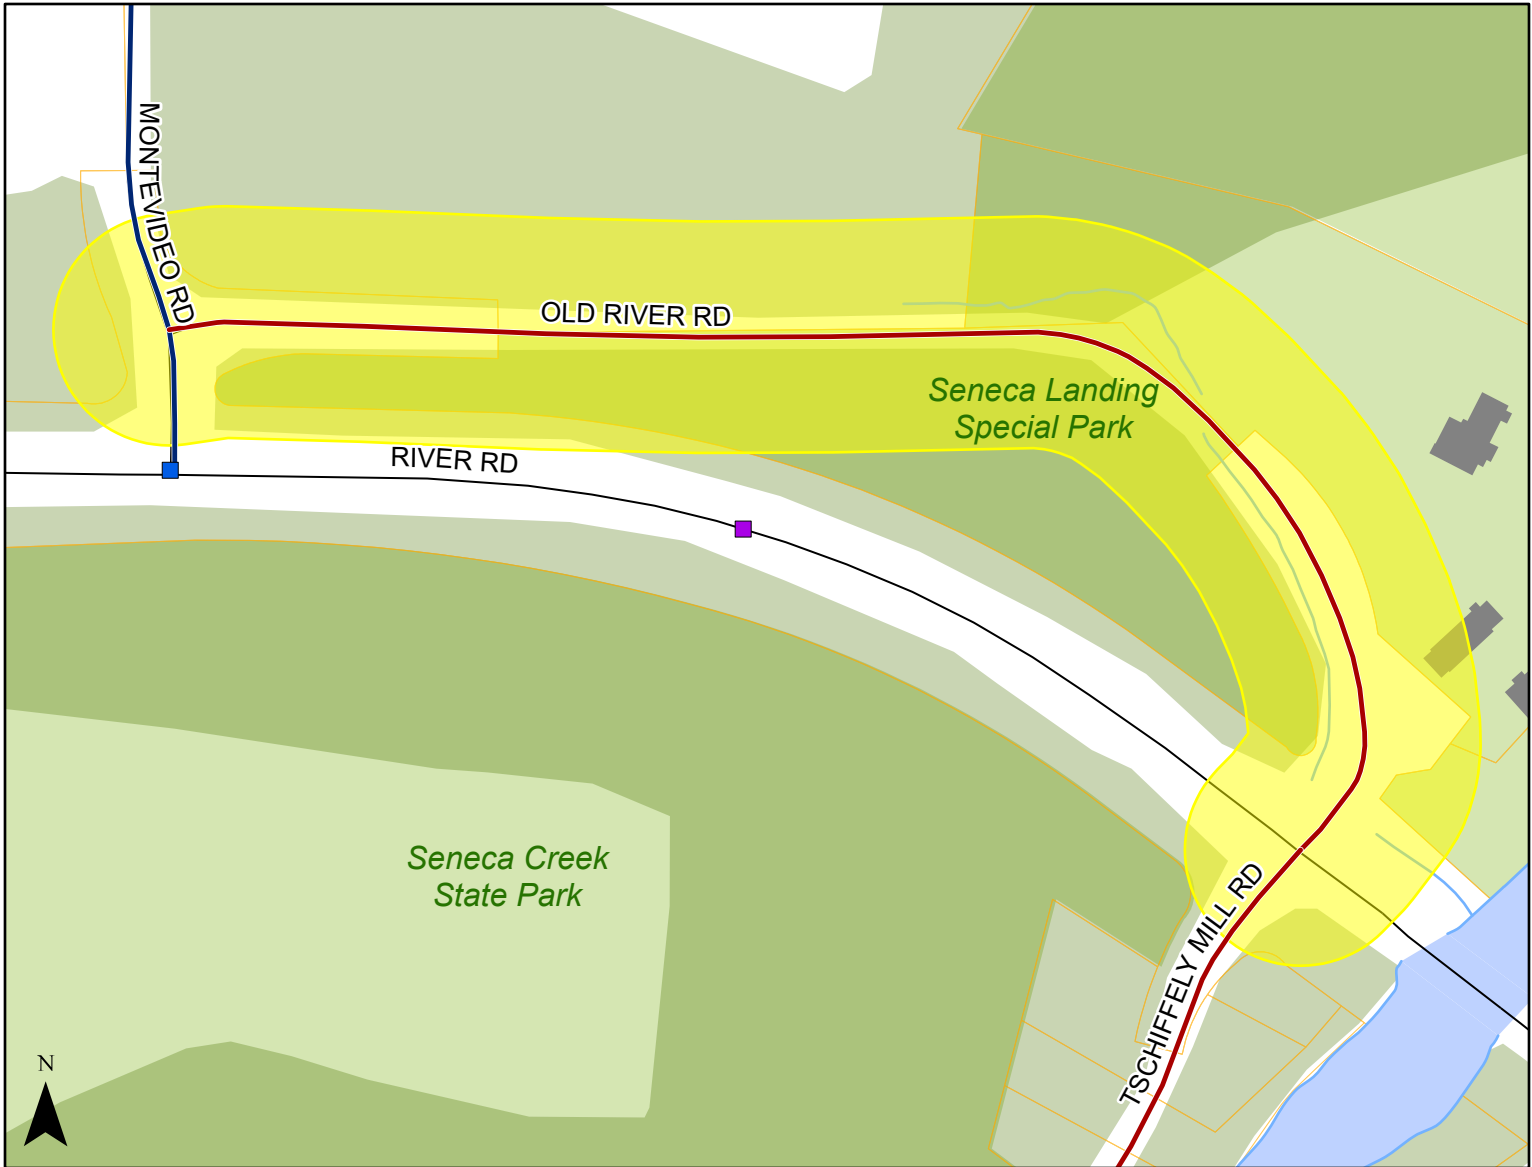 MONTEVIDEO RD
OLD RIVER RD
Seneca Landing
Special Park
RIVER RD
Seneca Creek
State Park
TSCHIFFELY MILL RD
N